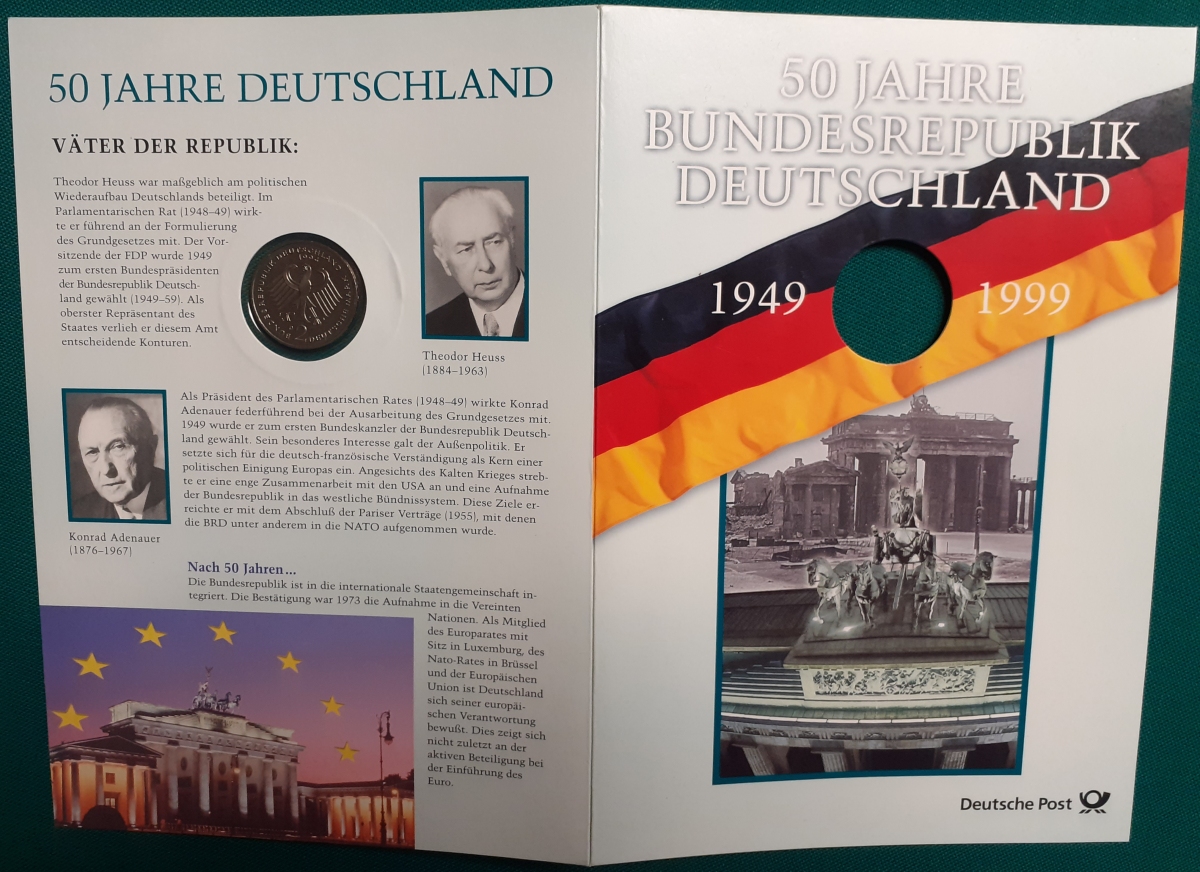 50 JAHRE DEUTSCHLAND
VÄTER DER REPUBLIK:
Theodor Heuss war maßgeblich am politischen
Wiederaufbau Deutschlands beteiligt. Im
Parlamentarischen Rat (1948–49) wirk-
te er führend an der Formulierung
des Grundgesetzes mit. Der Vor-
sitzende der FDP wurde 1949
zum ersten Bundespräsidenten
der Bundesrepublik Deutsch-
land gewählt (1949–59). Als
oberster Repräsentant des
Staates verlieh er diesem Amt
entscheidende Konturen.
BUNDESREPUBLIK DEUTSCHLAND
Theodor Heuss
(1884–1963)
Als Präsident des Parlamentarischen Rates (1948–49) wirkte Konrad
Adenauer federführend bei der Ausarbeitung des Grundgesetzes mit.
1949 wurde er zum ersten Bundeskanzler der Bundesrepublik Deutsch-
land gewählt. Sein besonderes Interesse galt der Außenpolitik. Er
setzte sich für die deutsch-französische Verständigung als Kern einer
politischen Einigung Europas ein. Angesichts des Kalten Krieges streb-
te er eine enge Zusammenarbeit mit den USA an und eine Aufnahme
der Bundesrepublik in das westliche Bündnissystem. Diese Ziele er-
reichte er mit dem Abschluß der Pariser Verträge (1955), mit denen
die BRD unter anderem in die NATO aufgenommen wurde.
Konrad Adenauer
(1876–1967)
Nach 50 Jahren...
Die Bundesrepublik ist in die internationale Staatengemeinschaft in-
tegriert. Die Bestätigung war 1973 die Aufnahme in die Vereinten
Nationen. Als Mitglied
des Europarates mit
Sitz in Luxemburg, des
Nato-Rates in Brüssel
und der Europäischen
Union ist Deutschland
sich seiner europäi-
schen Verantwortung
bewußt. Dies zeigt sich
nicht zuletzt an der
aktiven Beteiligung bei
der Einführung des
Euro.
50 JAHRE
BUNDESREPUBLIK
DEUTSCHLAND
1949
1999
Deutsche Post